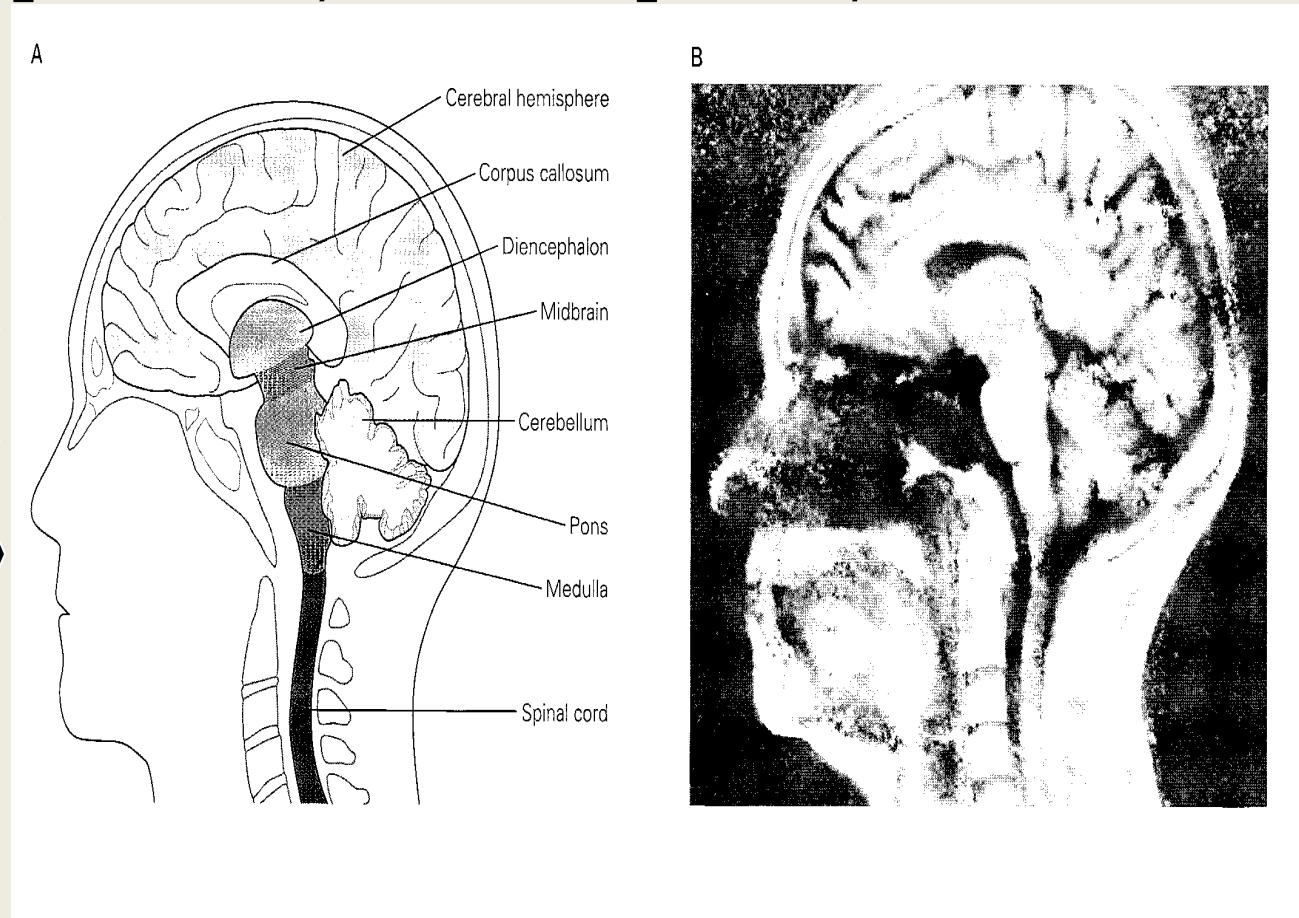 A
B
Cerebral hemisphere
Corpus callosum
Diencephalon
Midbrain
Cerebellum
Pons
Medulla
Spinal cord